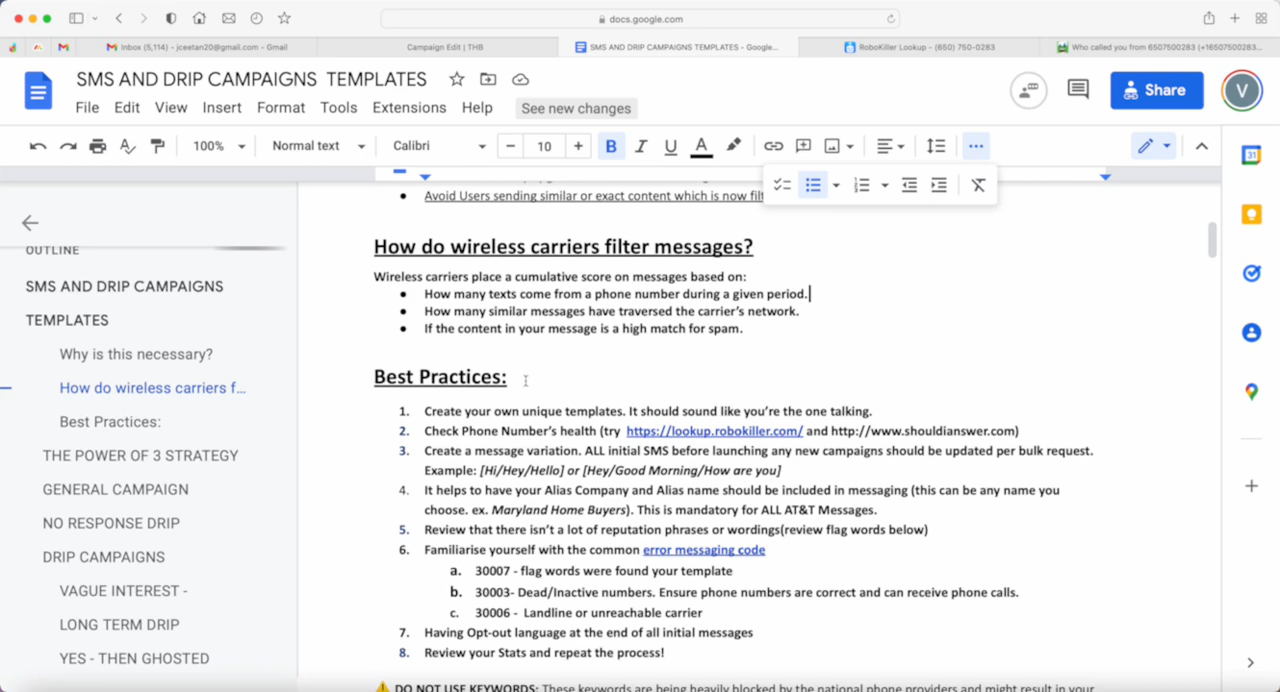 docs.google.com
Inbox (5,114) - jceetan20@gmail.com - Gmail
Campaign Edit | THB
SMS AND DRIP CAMPAIGNS TEMPLATES - Google...
RoboKiller Lookup - (650) 750-0283
Who called you from 6507500283 (+16507500283...
SMS AND DRIP CAMPAIGNS TEMPLATES
File Edit View Insert Format Tools Extensions Help See new changes
Share
V
100% Normal text Calibri - 10 + B I U A
31
Avoid Users sending similar or exact content which is now filt
OUTLINE
SMS AND DRIP CAMPAIGNS
TEMPLATES
Why is this necessary?
How do wireless carriers f...
Best Practices:
THE POWER OF 3 STRATEGY
GENERAL CAMPAIGN
NO RESPONSE DRIP
DRIP CAMPAIGNS
VAGUE INTEREST -
LONG TERM DRIP
YES - THEN GHOSTED
How do wireless carriers filter messages?
Wireless carriers place a cumulative score on messages based on:
● How many texts come from a phone number during a given period.
● How many similar messages have traversed the carrier's network.
● If the content in your message is a high match for spam.
Best Practices:
1. Create your own unique templates. It should sound like you're the one talking.
2. Check Phone Number's health (try https://lookup.robokiller.com/ and http://www.shouldianswer.com)
3. Create a message variation. ALL initial SMS before launching any new campaigns should be updated per bulk request.
Example: [Hi/Hey/Hello] or [Hey/Good Morning/How are you]
4. It helps to have your Alias Company and Alias name should be included in messaging (this can be any name you
choose. ex. Maryland Home Buyers). This is mandatory for ALL AT&T Messages.
5. Review that there isn't a lot of reputation phrases or wordings(review flag words below)
6. Familiarise yourself with the common error messaging code
a. 30007 - flag words were found your template
b. 30003- Dead/Inactive numbers. Ensure phone numbers are correct and can receive phone calls.
c. 30006 - Landline or unreachable carrier
7. Having Opt-out language at the end of all initial messages
8. Review your Stats and repeat the process!
DO NOT USE KEYWORDS: These keywords are being heavily blocked by the national phone providers and might result in your